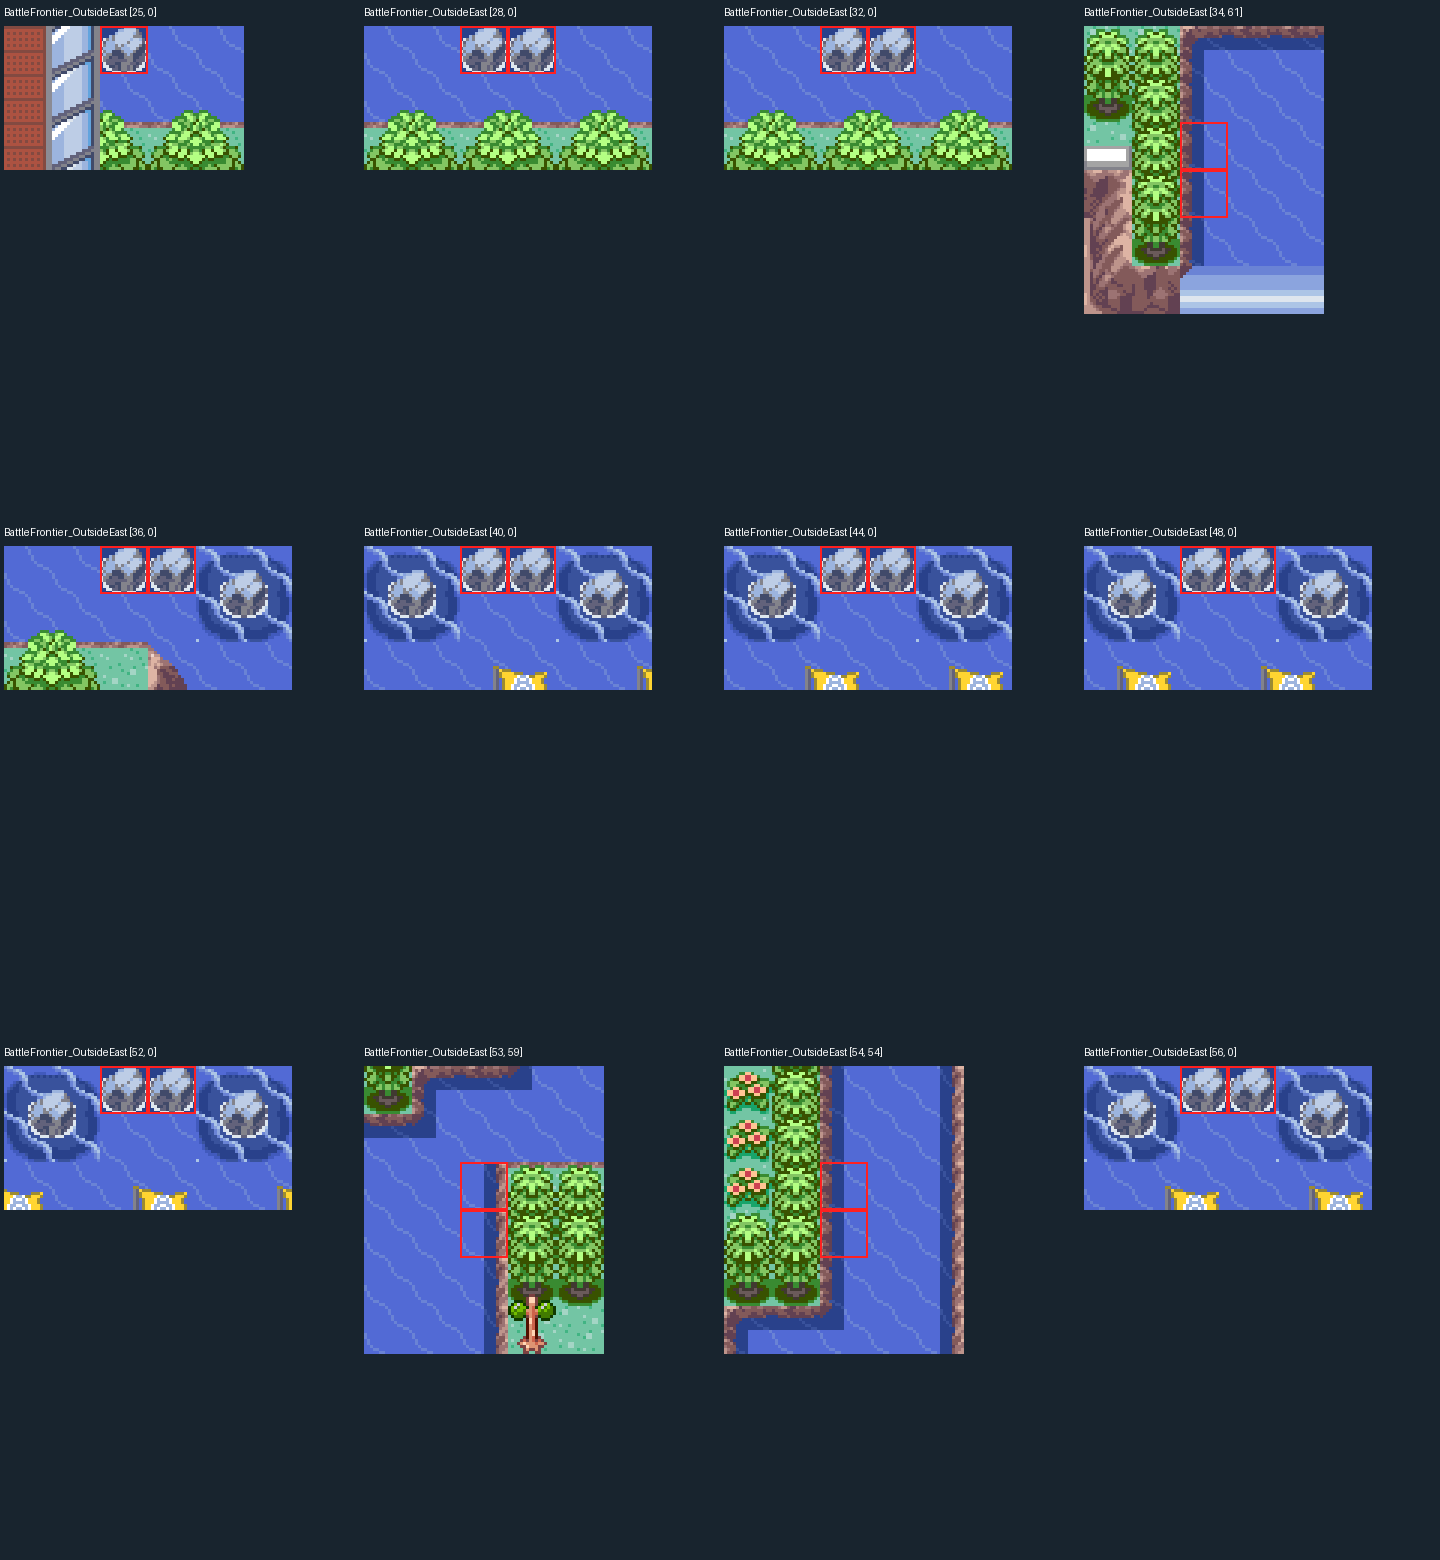 BattleFrontier_OutsideEast [25, 0]
BattleFrontier_OutsideEast [28, 0]
BattleFrontier_OutsideEast [32, 0]
BattleFrontier_OutsideEast [34, 61]
BattleFrontier_OutsideEast [36, 0]
BattleFrontier_OutsideEast [40, 0]
BattleFrontier_OutsideEast [44, 0]
BattleFrontier_OutsideEast [48, 0]
BattleFrontier_OutsideEast [52, 0]
BattleFrontier_OutsideEast [53, 59]
BattleFrontier_OutsideEast [54, 54]
BattleFrontier_OutsideEast [56, 0]